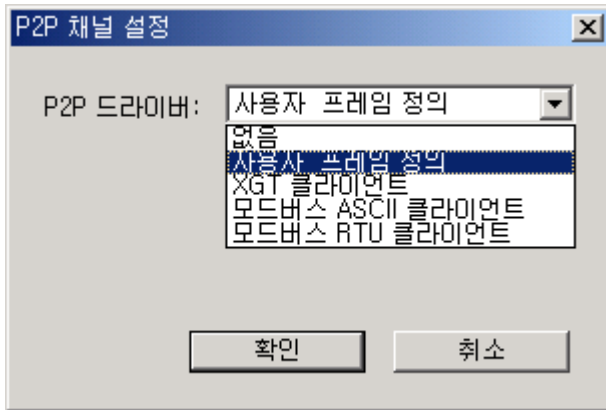 P2P 채널 설정
P2P 드라이버: 사용자 프레임 정의
없음
사용자 프레임 정의
XGT 클라이언트
모드버스 ASCII 클라이언트
모드버스 RTU 클라이언트
확인 취소